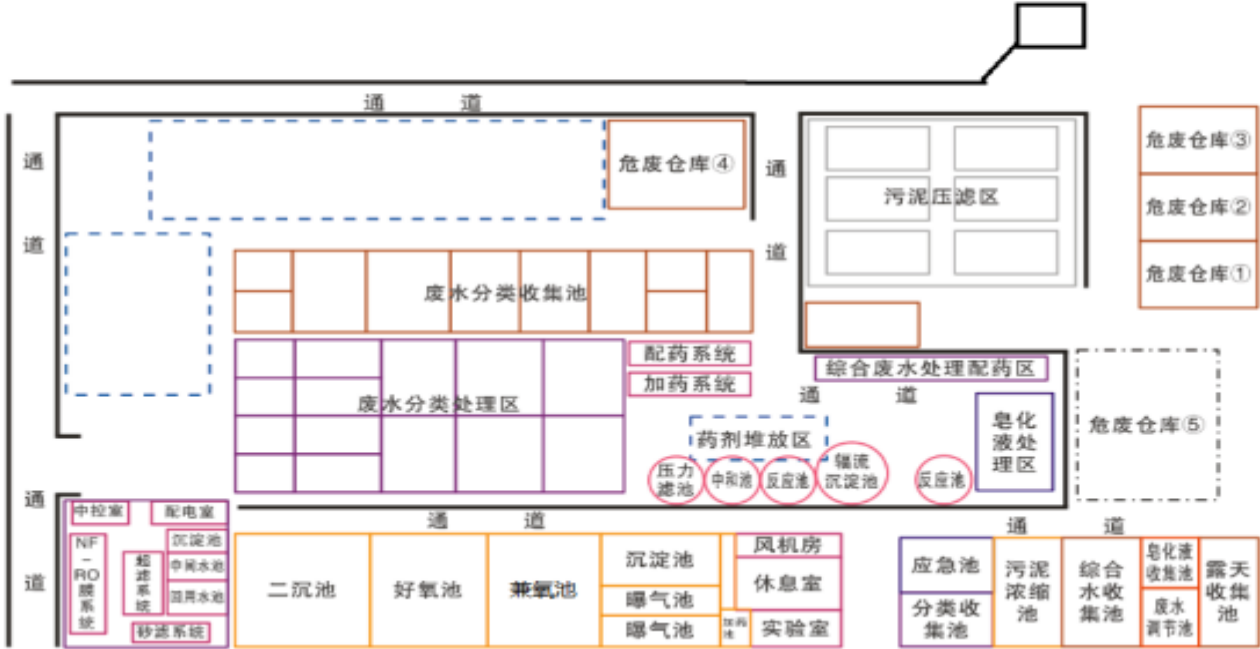 通 道
通
道
危废仓库④
通
道
污泥压滤区
危废仓库③
危废仓库②
危废仓库①
废水分类收集池
配药系统
加药系统
废水分类处理区
综合废水处理配药区
通 道
药剂堆放区
皂化
液处
理区
危废仓库⑤
压力
滤池
中和池
反应池
辐流
沉淀池
反应池
通
道
中控室
配电室
NF
-
RO膜系统
超滤系统
沉淀池
中间水池
回用水池
砂滤系统
通 道
二沉池
好氧池
兼氧池
沉淀池
曝气池
曝气池
加药
池
风机房
休息室
实验室
通 道
应急池
分类收
集池
污泥
浓缩
池
综合
水收
集池
皂化液
收集池
废水
调节池
露天
收集
池